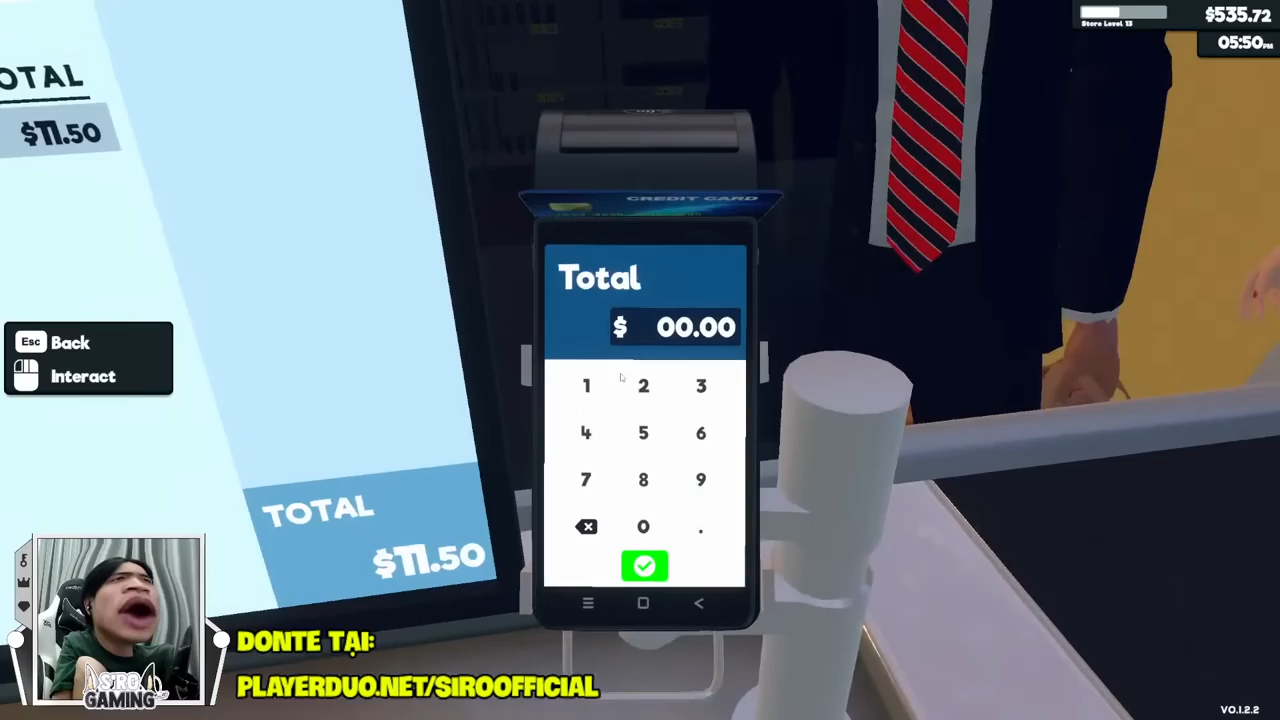 $535.72
Store Level 13
05:50PM
OTAL
$11.50
CREDIT CARD
Total
$ 00.00
Esc Back
Interact
1 2 3
4 5 6
7 8 9
0 .
TOTAL
$11.50
SIRO
GAMING
DONTE TẠI:
PLAYERDUO.NET/SIROOFFICIAL
V0.1.2.2